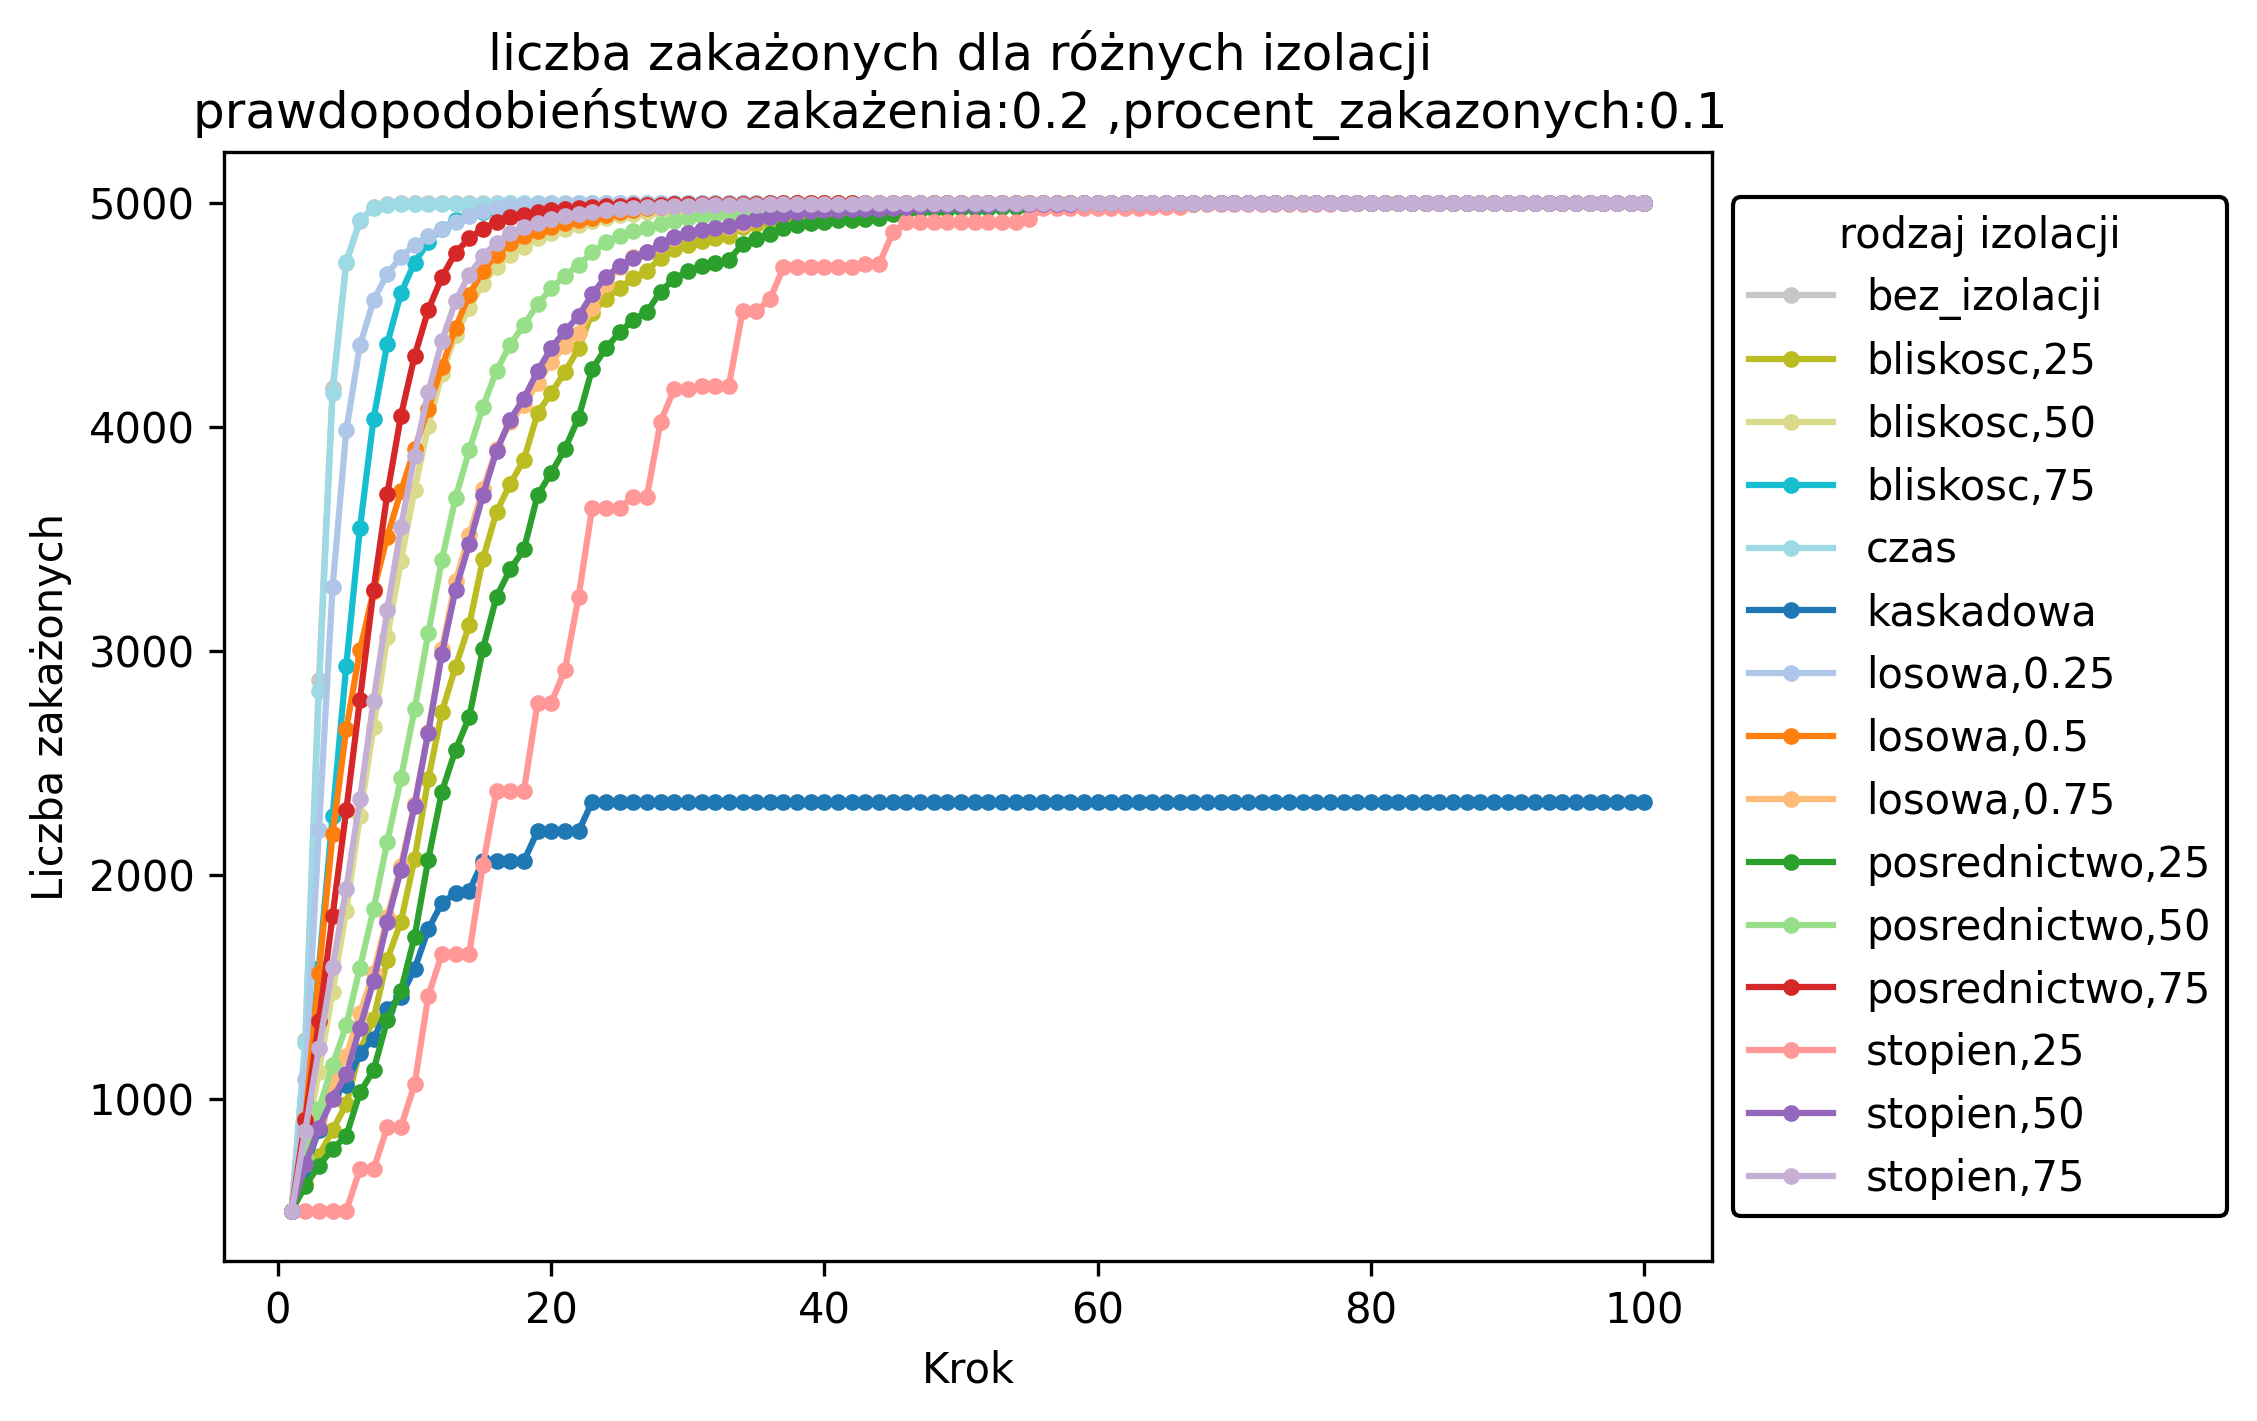 liczba zakażonych dla różnych izolacji
prawdopodobieństwo zakażenia:0.2 ,procent_zakazonych:0.1
Liczba zakażonych
5000
4000
3000
2000
1000
0
20
40
60
80
100
Krok
rodzaj izolacji
bez_izolacji
bliskosc,25
bliskosc,50
bliskosc,75
czas
kaskadowa
losowa,0.25
losowa,0.5
losowa,0.75
posrednictwo,25
posrednictwo,50
posrednictwo,75
stopien,25
stopien,50
stopien,75